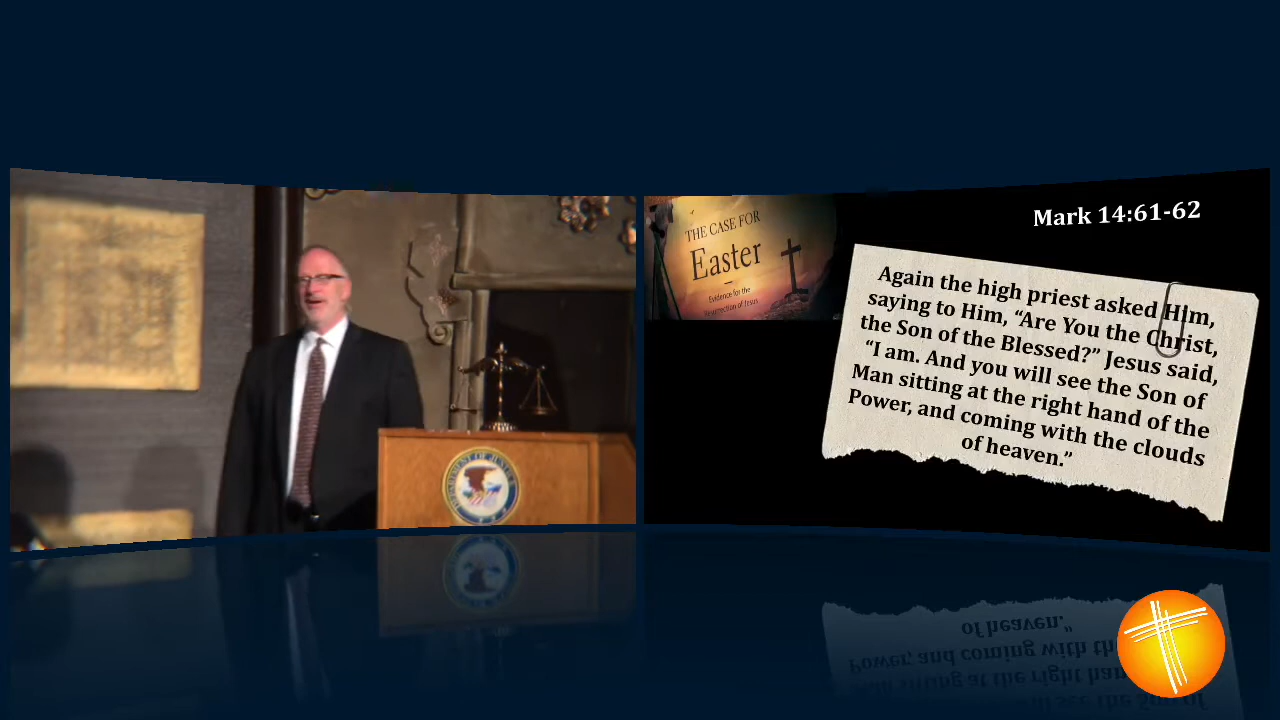 THE CASE FOR
Easter
Evidence for the
Resurrection of Jesus
Mark 14:61-62
Again the high priest asked Him,
saying to Him, “Are You the Christ,
the Son of the Blessed?” Jesus said,
“I am. And you will see the Son of
Man sitting at the right hand of the
Power, and coming with the clouds
of heaven.”
DEPARTMENT OF JUSTICE